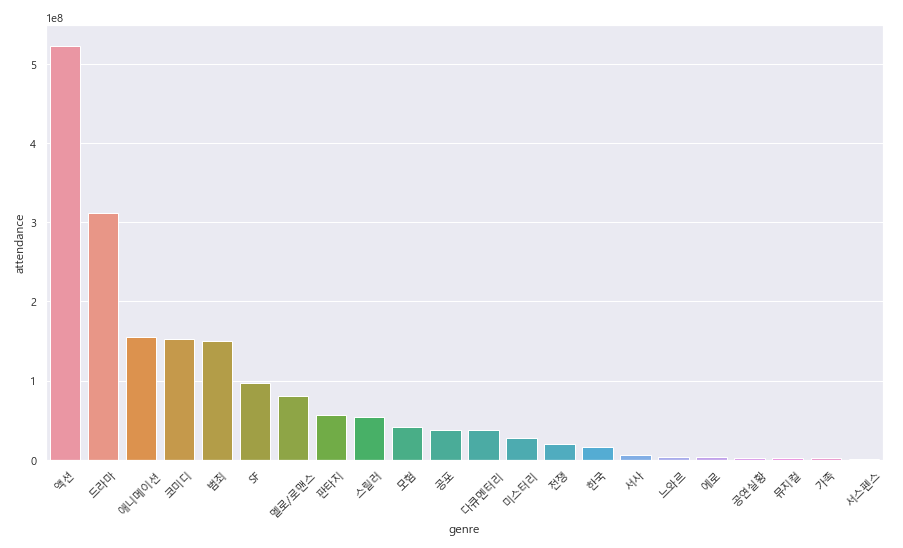 1e8
5
4
3
2
1
0
attendance
액션
드라마
애니메이션
코미디
범죄
SF
멜로/로맨스
판타지
스릴러
모험
공포
다큐멘터리
미스터리
전쟁
한국
서사
느와르
에로
공연실황
뮤지컬
가족
서스펜스
genre